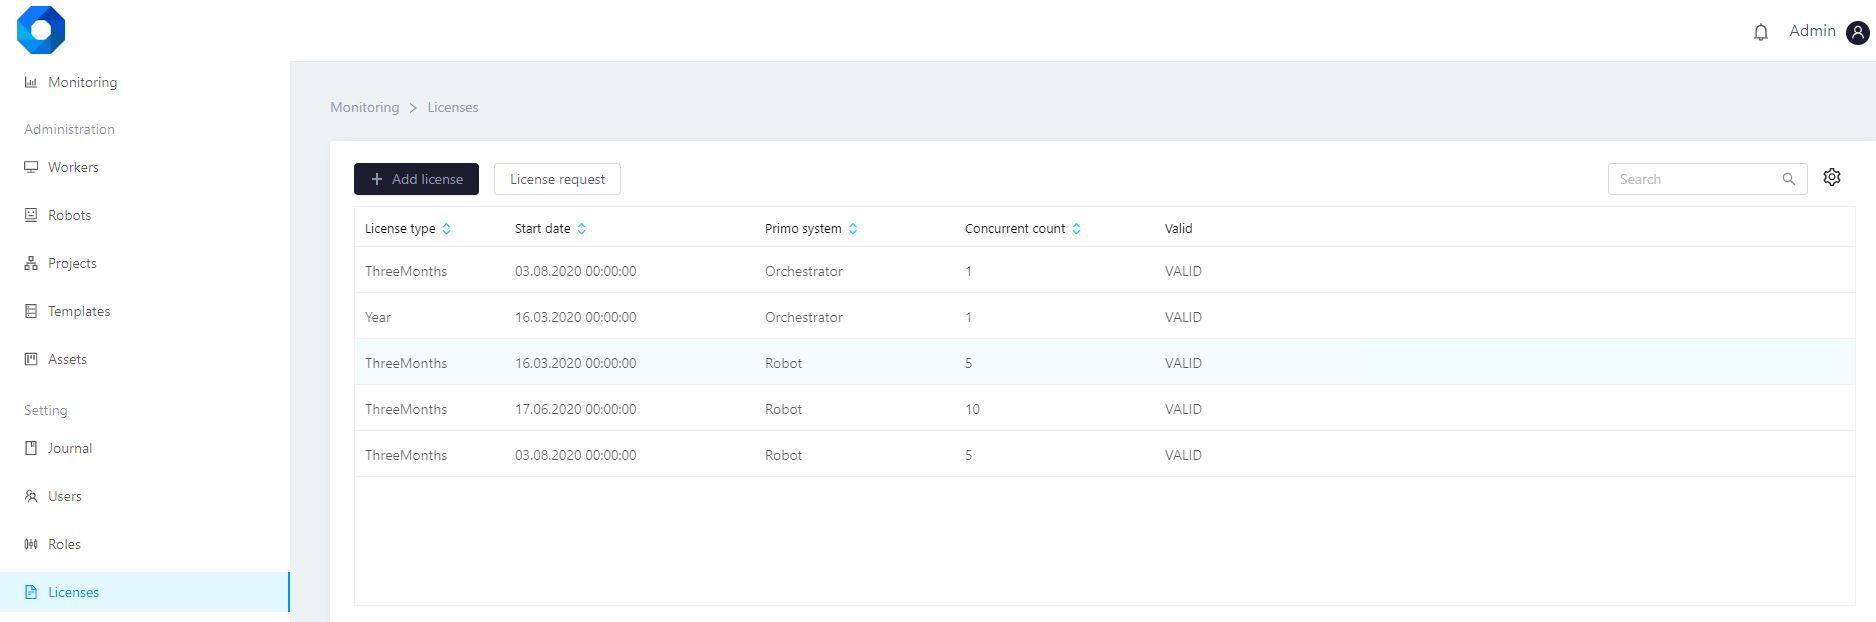 Admin
Monitoring
Administration
Workers
Robots
Projects
Templates
Assets
Setting
Journal
Users
Roles
Licenses
Monitoring > Licenses
+ Add license License request Search
License type Start date Primo system Concurrent count Valid
ThreeMonths 03.08.2020 00:00:00 Orchestrator 1 VALID
Year 16.03.2020 00:00:00 Orchestrator 1 VALID
ThreeMonths 16.03.2020 00:00:00 Robot 5 VALID
ThreeMonths 17.06.2020 00:00:00 Robot 10 VALID
ThreeMonths 03.08.2020 00:00:00 Robot 5 VALID